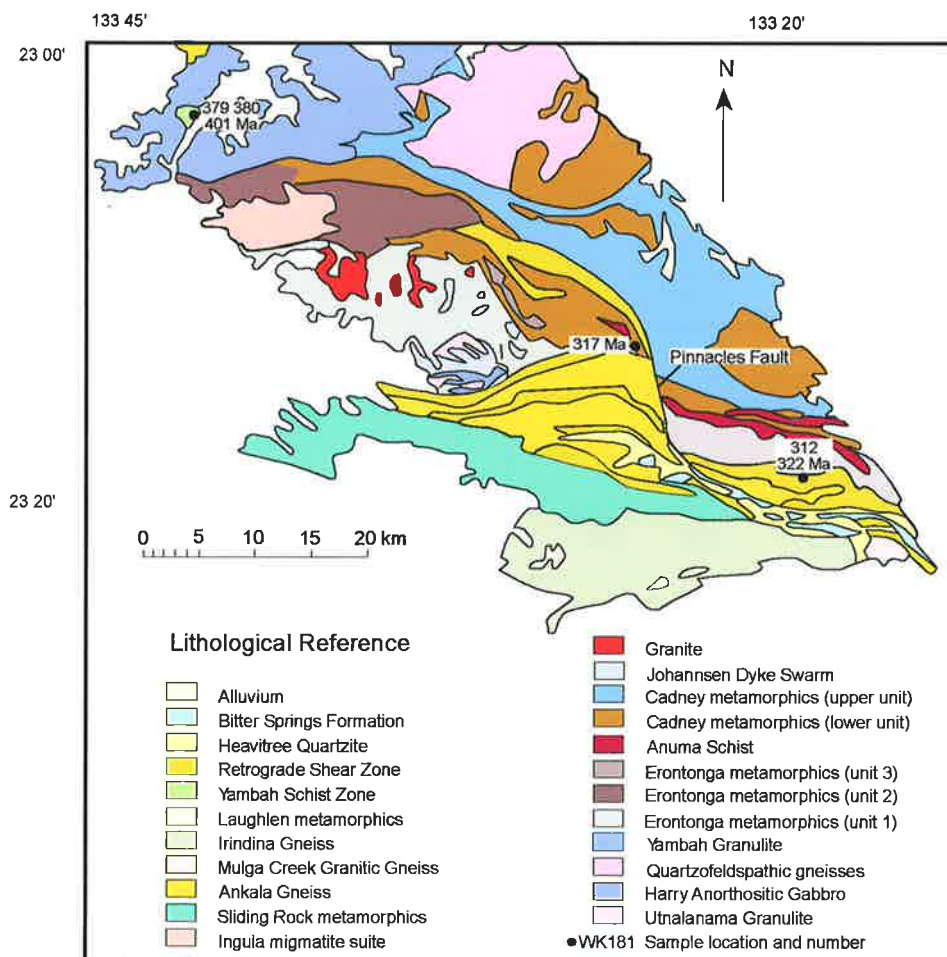 133 45'
133 20'
23 00'
N
379 380
401 Ma
317 Ma
Pinnacles Fault
312
322 Ma
23 20'
0 5 10 15 20 km
Lithological Reference
Alluvium
Bitter Springs Formation
Heavitree Quartzite
Retrograde Shear Zone
Yambah Schist Zone
Laughlen metamorphics
Irindina Gneiss
Mulga Creek Granitic Gneiss
Ankala Gneiss
Sliding Rock metamorphics
Ingula migmatite suite
Granite
Johannsen Dyke Swarm
Cadney metamorphics (upper unit)
Cadney metamorphics (lower unit)
Anuma Schist
Erontonga metamorphics (unit 3)
Erontonga metamorphics (unit 2)
Erontonga metamorphics (unit 1)
Yambah Granulite
Quartzofeldspathic gneisses
Harry Anorthositic Gabbro
Utnalanama Granulite
WK181 Sample location and number